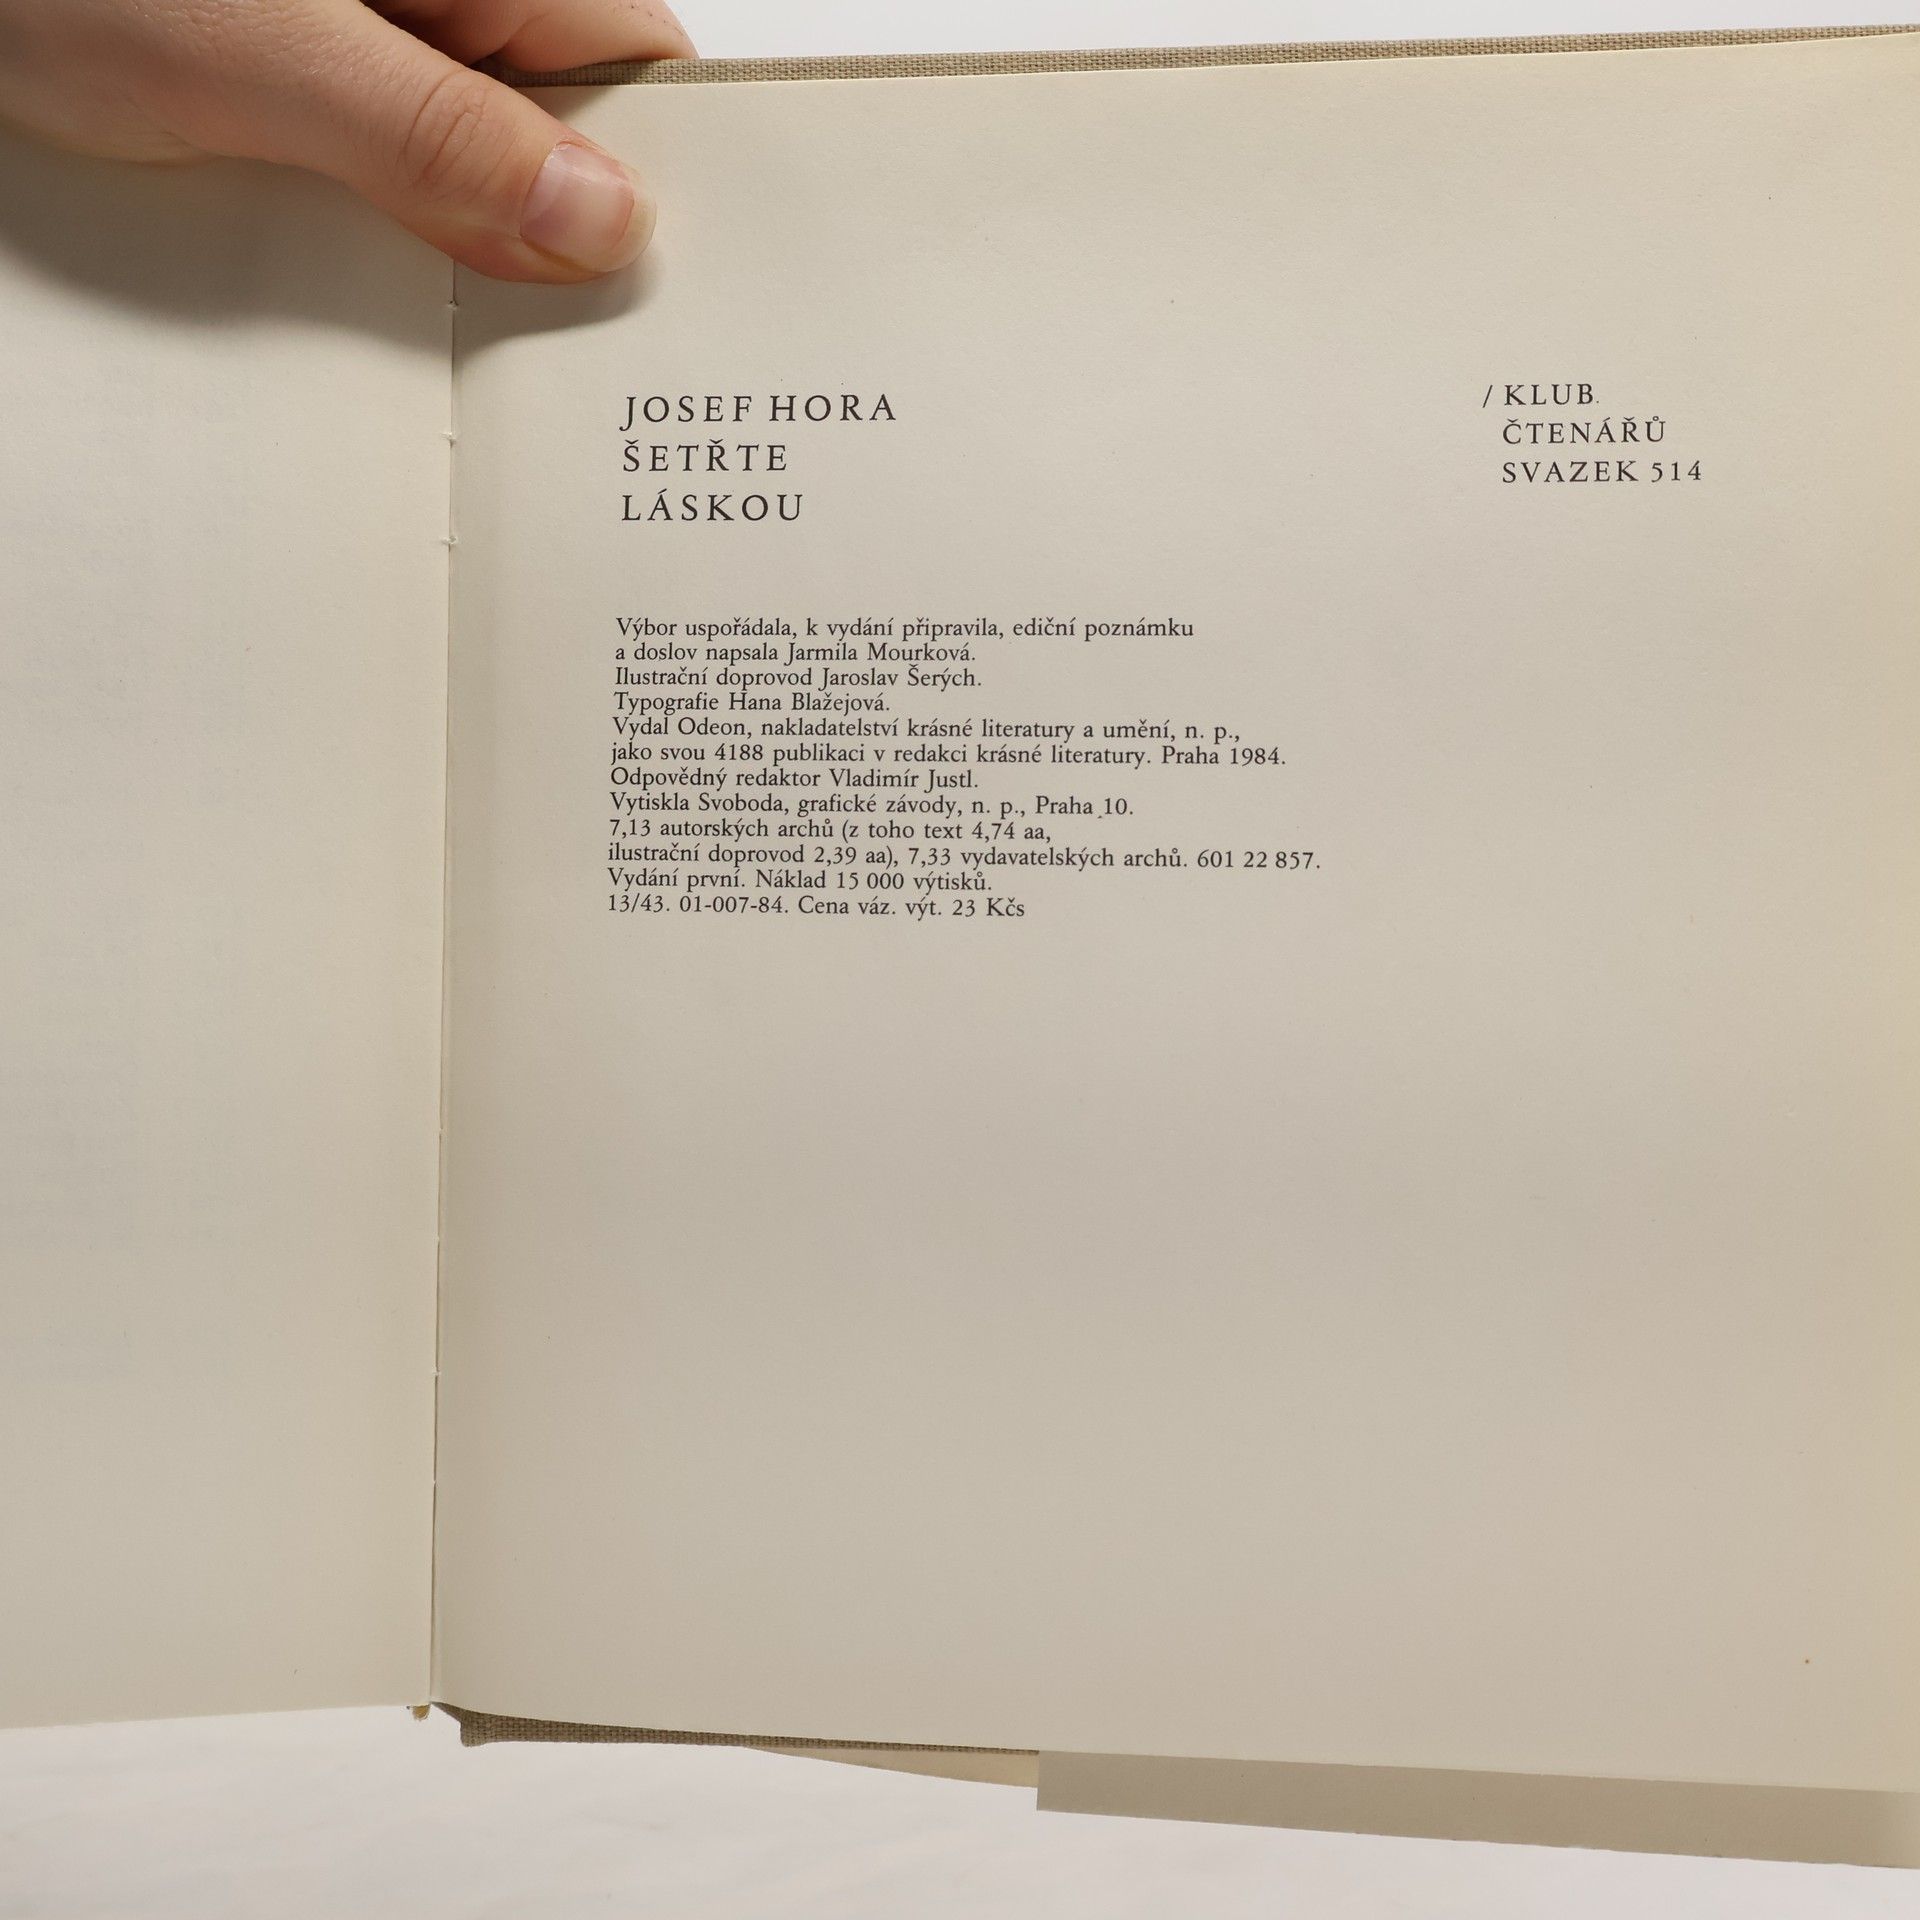 JOSEF HORA
ŠETŘTE
LÁSKOU
/ KLUB
ČTENÁŘŮ
SVAZEK 514
Výbor uspořádala, k vydání připravila, ediční poznámku
a doslov napsala Jarmila Mourková.
Ilustrační doprovod Jaroslav Šerých.
Typografie Hana Blažejová.
Vydal Odeon, nakladatelství krásné literatury a umění, n. p.,
jako svou 4188 publikaci v redakci krásné literatury. Praha 1984.
Odpovědný redaktor Vladimír Justl.
Vytiskla Svoboda, grafické závody, n. p., Praha 10.
7,13 autorských archů (z toho text 4,74 aa,
ilustrační doprovod 2,39 aa), 7,33 vydavatelských archů. 601 22 857.
Vydání první. Náklad 15 000 výtisků.
13/43. 01-007-84. Cena váz. výt. 23 Kčs